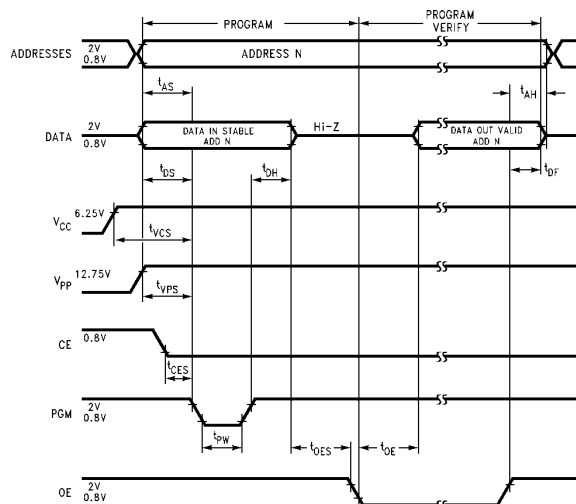 PROGRAM
PROGRAM
VERIFY
ADDRESSES
2V
0.8V
ADDRESS N
tAS
tAH
DATA
2V
0.8V
DATA IN STABLE
ADD N
Hi-Z
DATA OUT VALID
ADD N
tDS
tDH
tDF
VCC
6.25V
tVCS
VPP
12.75V
tVPS
CE
0.8V
tCES
PGM
2V
0.8V
tPW
tOES
tOE
OE
2V
0.8V